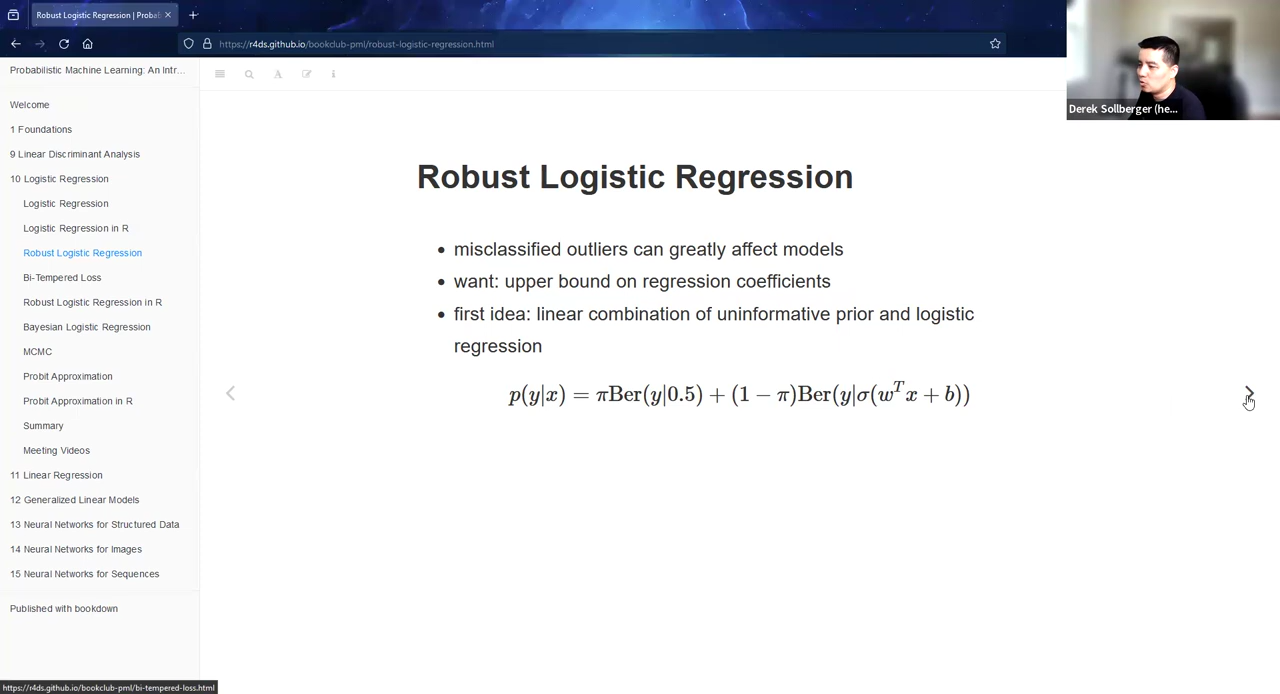 Robust Logistic Regression | Probabi
https://r4ds.github.io/bookclub-pml/robust-logistic-regression.html
Derek Sollberger (he...
Probabilistic Machine Learning: An Intr...
Welcome
1 Foundations
9 Linear Discriminant Analysis
10 Logistic Regression
Logistic Regression
Logistic Regression in R
Robust Logistic Regression
Bi-Tempered Loss
Robust Logistic Regression in R
Bayesian Logistic Regression
MCMC
Probit Approximation
Probit Approximation in R
Summary
Meeting Videos
11 Linear Regression
12 Generalized Linear Models
13 Neural Networks for Structured Data
14 Neural Networks for Images
15 Neural Networks for Sequences
Published with bookdown
Robust Logistic Regression
• misclassified outliers can greatly affect models
• want: upper bound on regression coefficients
• first idea: linear combination of uninformative prior and logistic
regression
p(y|x) = πBer(y|0.5) + (1 − π)Ber(y|σ(wᵀx + b))
https://r4ds.github.io/bookclub-pml/bi-tempered-loss.html